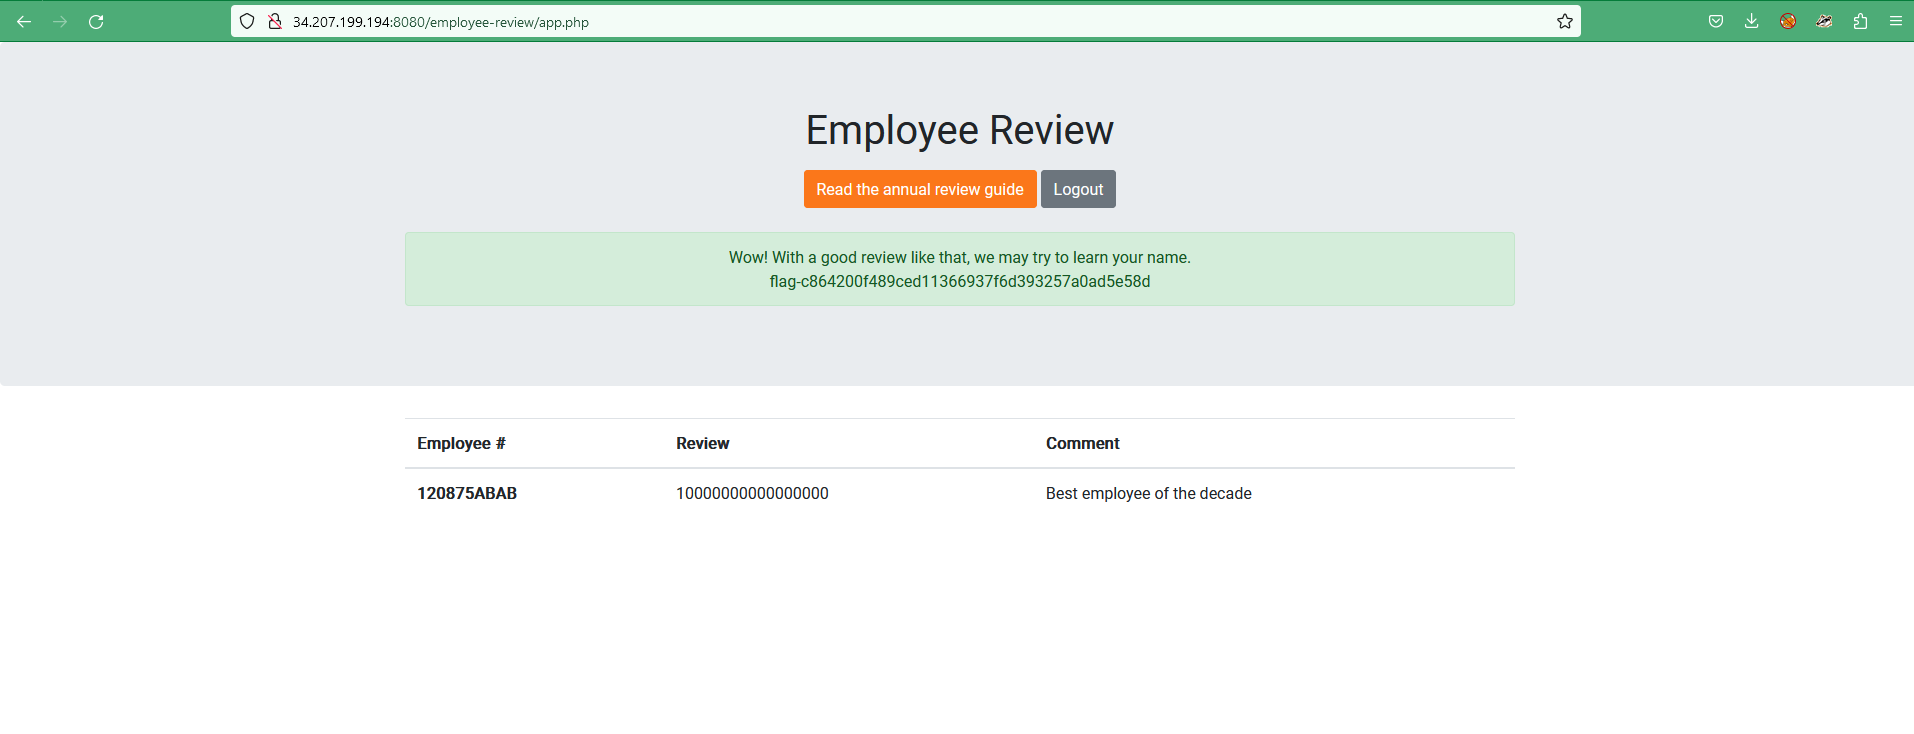 34.207.199.194:8080/employee-review/app.php
Employee Review
Read the annual review guide Logout
Wow! With a good review like that, we may try to learn your name.
flag-c864200f489ced11366937f6d393257a0ad5e58d
Employee # Review Comment
120875ABAB 10000000000000000 Best employee of the decade